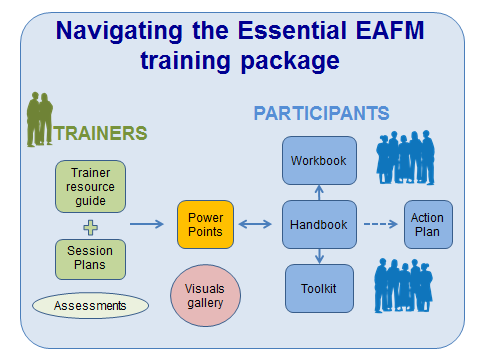 Navigating the Essential EAFM
training package
TRAINERS
PARTICIPANTS
Trainer
resource
guide
Session
Plans
Assessments
Power
Points
Visuals
gallery
Workbook
Handbook
Toolkit
Action
Plan